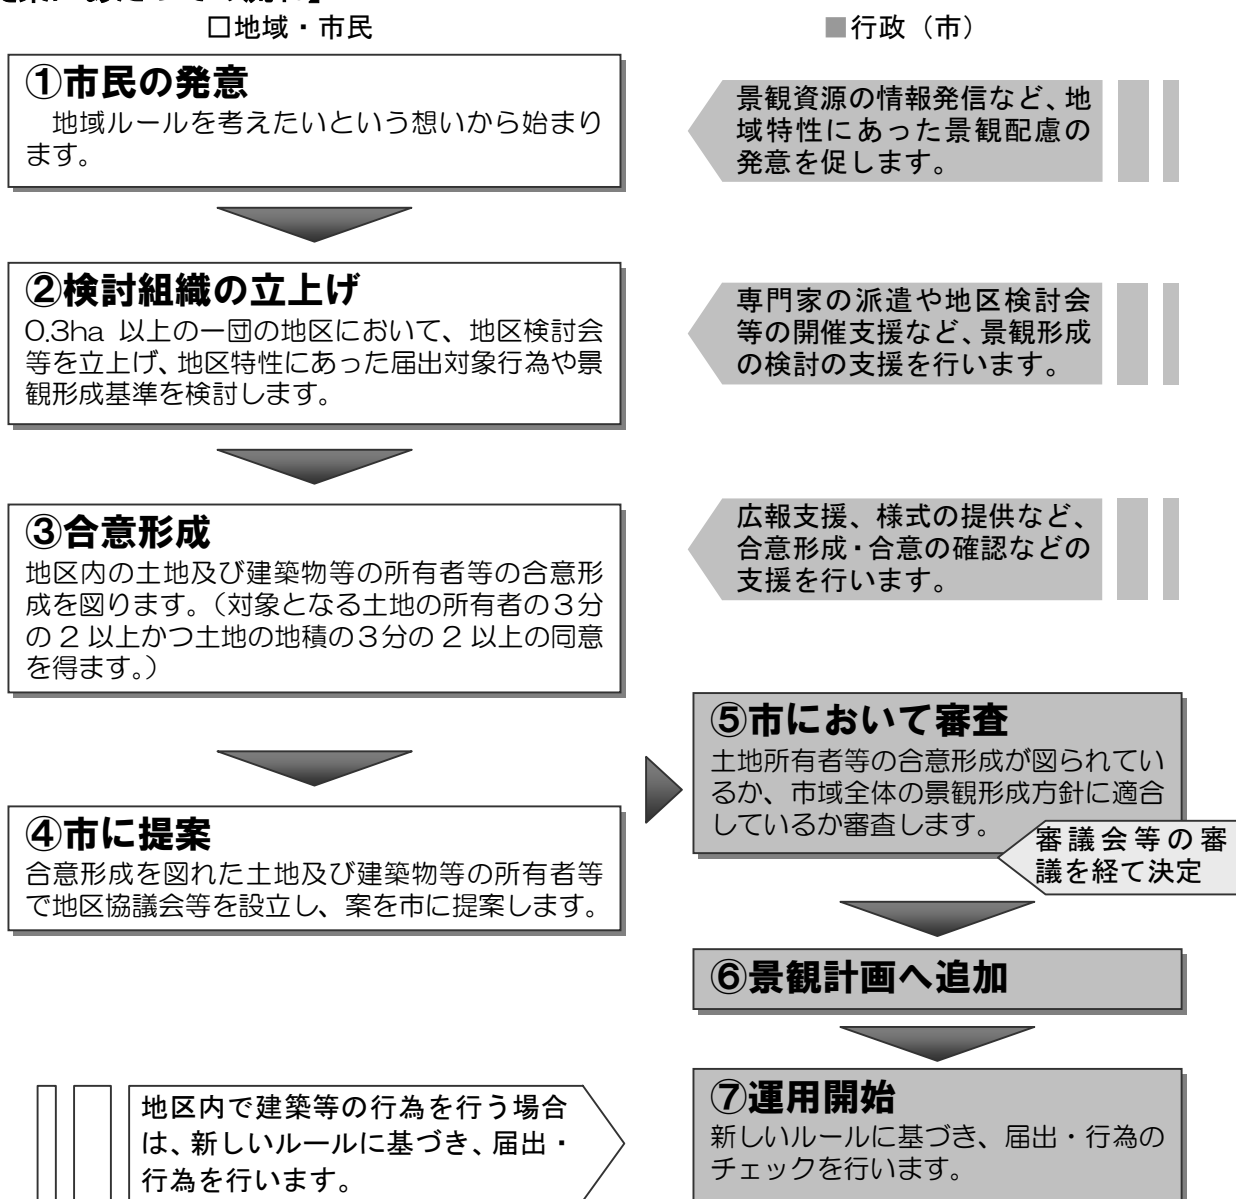 □地域・市民
■行政（市）
①市民の発意
地域ルールを考えたいという想いから始まり
ます。
景観資源の情報発信など、地
域特性にあった景観配慮の
発意を促します。
②検討組織の立上げ
0.3ha 以上の一団の地区において、地区検討会
等を立上げ、地区特性にあった届出対象行為や景
観形成基準を検討します。
専門家の派遣や地区検討会
等の開催支援など、景観形成
の検討の支援を行います。
③合意形成
地区内の土地及び建築物等の所有者等の合意形
成を図ります。（対象となる土地の所有者の３分
の 2 以上かつ土地の地積の３分の 2 以上の同意
を得ます。）
広報支援、様式の提供など、
合意形成・合意の確認などの
支援を行います。
④市に提案
合意形成を図れた土地及び建築物等の所有者等
で地区協議会等を設立し、案を市に提案します。
⑤市において審査
土地所有者等の合意形成が図られてい
るか、市域全体の景観形成方針に適合
しているか審査します。
審議会等の審
議を経て決定
⑥景観計画へ追加
⑦運用開始
新しいルールに基づき、届出・行為の
チェックを行います。
地区内で建築等の行為を行う場合
は、新しいルールに基づき、届出・
行為を行います。